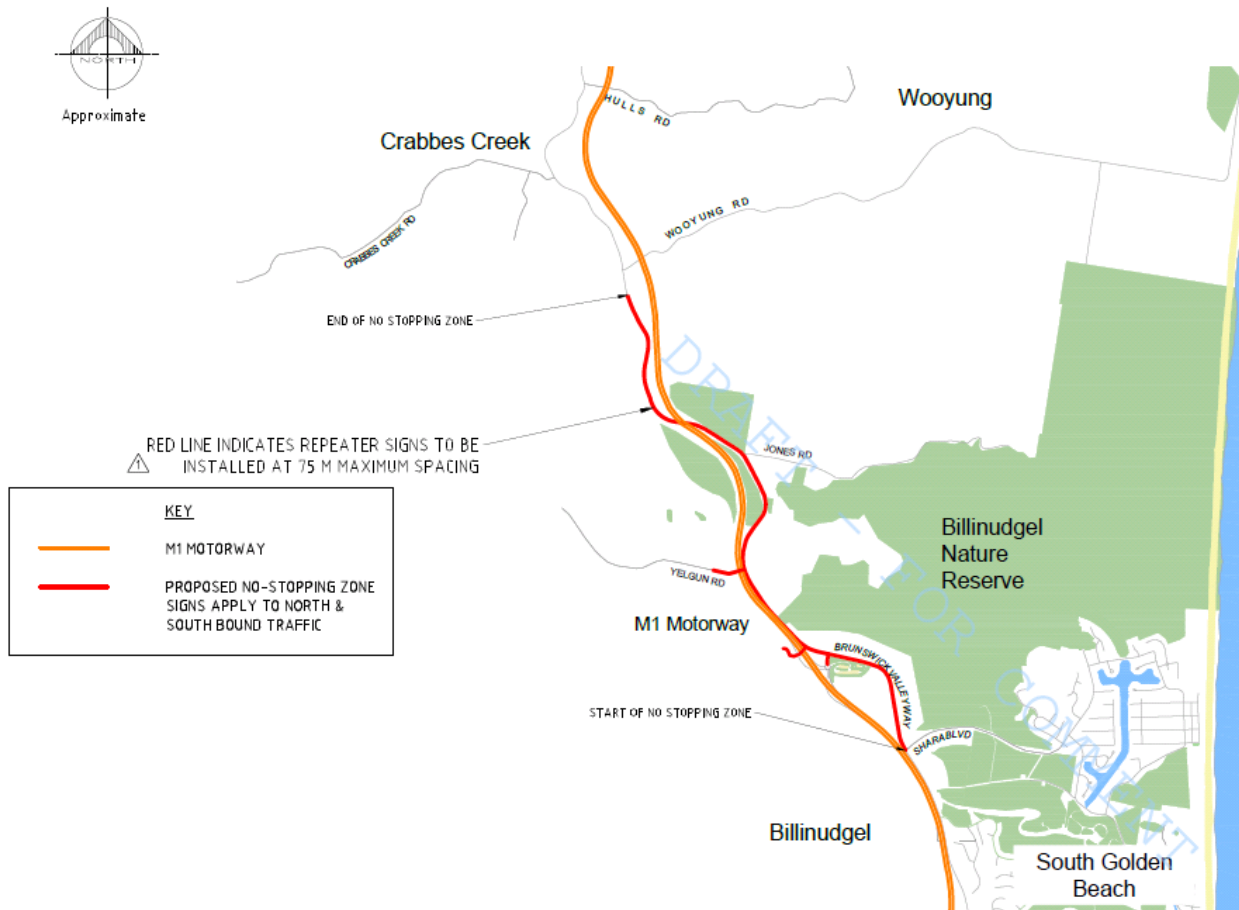 NORTH
Approximate
HULLS RD
Wooyung
Crabbes Creek
WOOYUNG RD
CRABBES CREEK RD
END OF NO STOPPING ZONE
RED LINE INDICATES REPEATER SIGNS TO BE
1 INSTALLED AT 75 M MAXIMUM SPACING
JONES RD
KEY
M1 MOTORWAY
PROPOSED NO-STOPPING ZONE
SIGNS APPLY TO NORTH &
SOUTH BOUND TRAFFIC
Billinudgel
Nature
Reserve
YELGUN RD
M1 Motorway
BRUNSWICK VALLEY WAY
START OF NO STOPPING ZONE
SHARA BLVD
Billinudgel
South Golden
Beach
DRAFT - FOR COMMENT